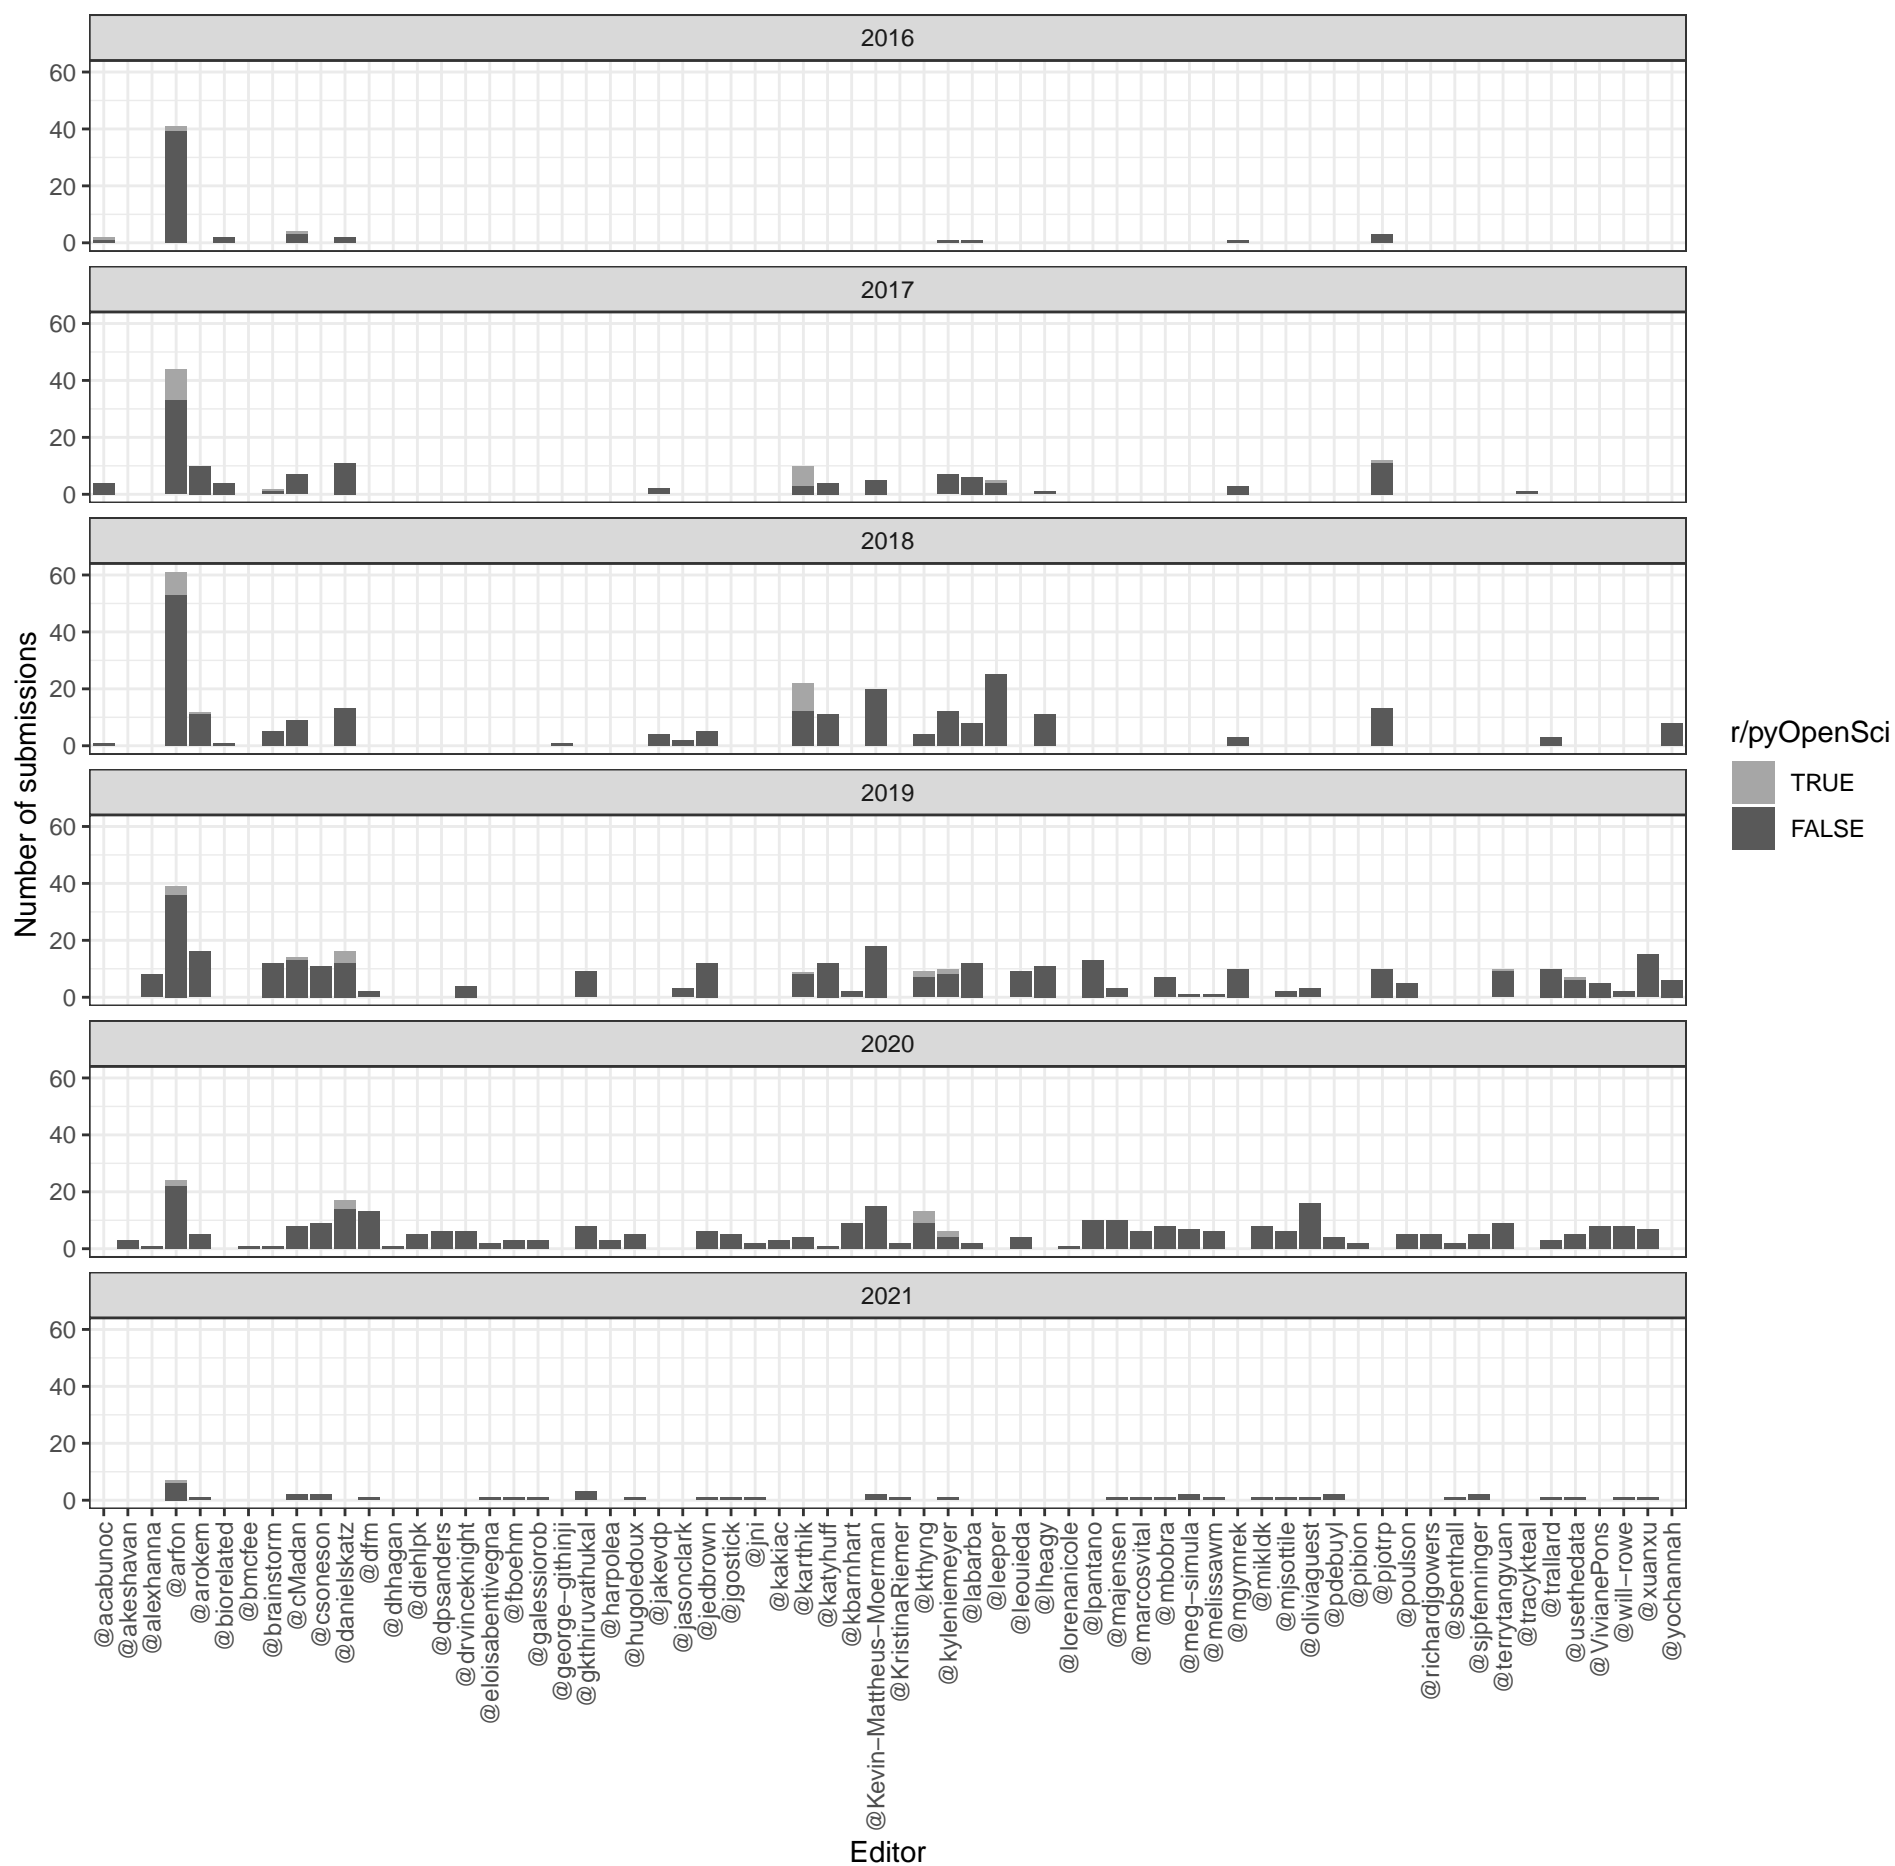 2016
60
40
20
0
2017
60
40
20
0
2018
60
40
20
0
2019
60
40
20
0
2020
60
40
20
0
2021
60
40
20
0
Number of submissions
@acabunoc
@akeshavan
@alexhanna
@arfon
@arokem
@biorelated
@bmcfee
@brainstorm
@cMadan
@csoneson
@danielskatz
@dfm
@dhhagan
@diehlpk
@dpsanders
@drvinceknight
@eloisabentivegna
@fboehm
@galessiorob
@george−githinji
@gkthiruvathukal
@harpolea
@hugoledoux
@jakevdp
@jasonclark
@jedbrown
@jgostick
@jni
@kakiac
@karthik
@katyhuff
@kbarnhart
@Kevin−Mattheus−Moerman
@KristinaRiemer
@kthyng
@kyleniemeyer
@labarba
@leeper
@leouieda
@lheagy
@lorenanicole
@lpantano
@majensen
@marcosvital
@mbobra
@meg−simula
@melissawm
@mgymrek
@mikldk
@mjsottile
@oliviaguest
@pdebuyl
@pibion
@pjotrp
@poulson
@richardjgowers
@sbenthall
@sjpfenninger
@terrytangyuan
@tracykteal
@trallard
@usethedata
@VivianePons
@will−rowe
@xuanxu
@yochannah
Editor
r/pyOpenSci
TRUE
FALSE